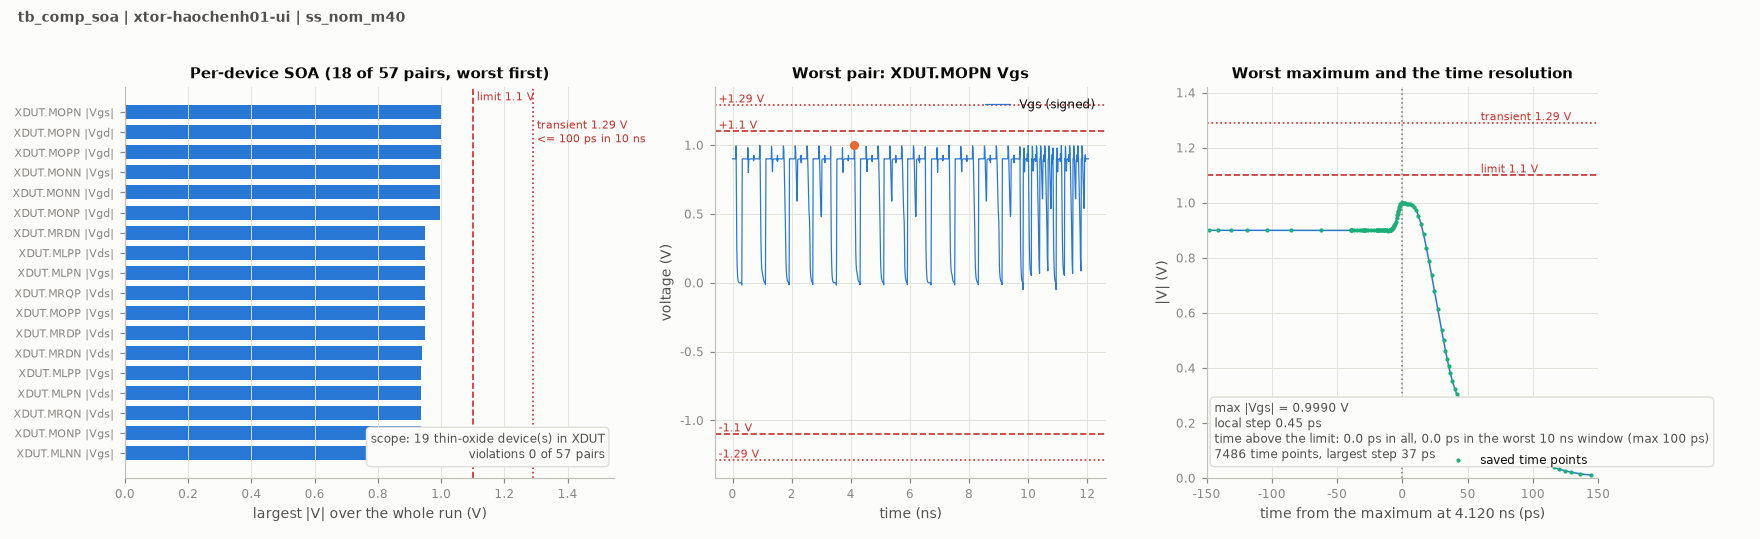 tb_comp_soa | xtor-haochenh01-ui | ss_nom_m40
Per-device SOA (18 of 57 pairs, worst first)
XDUT.MOPN |Vgs|
XDUT.MOPN |Vgd|
XDUT.MOPP |Vgd|
XDUT.MONN |Vgs|
XDUT.MONN |Vgd|
XDUT.MONP |Vgd|
XDUT.MRDN |Vgd|
XDUT.MLPP |Vds|
XDUT.MLPN |Vgs|
XDUT.MRQP |Vds|
XDUT.MOPP |Vgs|
XDUT.MRDP |Vds|
XDUT.MRDN |Vds|
XDUT.MLPP |Vgs|
XDUT.MLPN |Vds|
XDUT.MRQN |Vds|
XDUT.MONP |Vgs|
XDUT.MLNN |Vgs|
limit 1.1 V
transient 1.29 V
<= 100 ps in 10 ns
scope: 19 thin-oxide device(s) in XDUT
violations 0 of 57 pairs
0.0 0.2 0.4 0.6 0.8 1.0 1.2 1.4
largest |V| over the whole run (V)
Worst pair: XDUT.MOPN Vgs
+1.29 V
Vgs (signed)
+1.1 V
1.0
0.5
0.0
-0.5
-1.0
-1.1 V
-1.29 V
voltage (V)
0 2 4 6 8 10 12
time (ns)
Worst maximum and the time resolution
1.4
1.2
1.0
0.8
0.6
0.4
0.2
0.0
|V| (V)
transient 1.29 V
limit 1.1 V
max |Vgs| = 0.9990 V
local step 0.45 ps
time above the limit: 0.0 ps in all, 0.0 ps in the worst 10 ns window (max 100 ps)
7486 time points, largest step 37 ps
saved time points
-150 -100 -50 0 50 100 150
time from the maximum at 4.120 ns (ps)